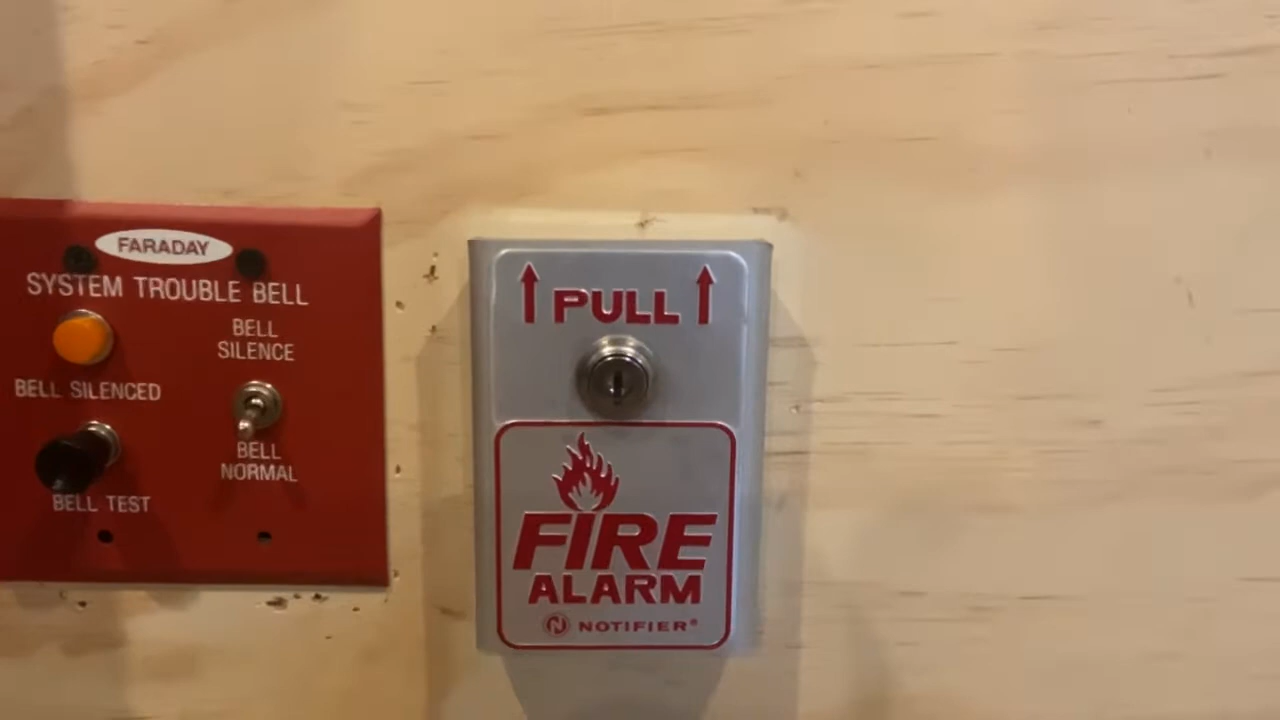 FARADAY
SYSTEM TROUBLE BELL
BELL
SILENCE
BELL SILENCED
BELL
NORMAL
BELL TEST
PULL
FIRE
ALARM
N NOTIFIER®